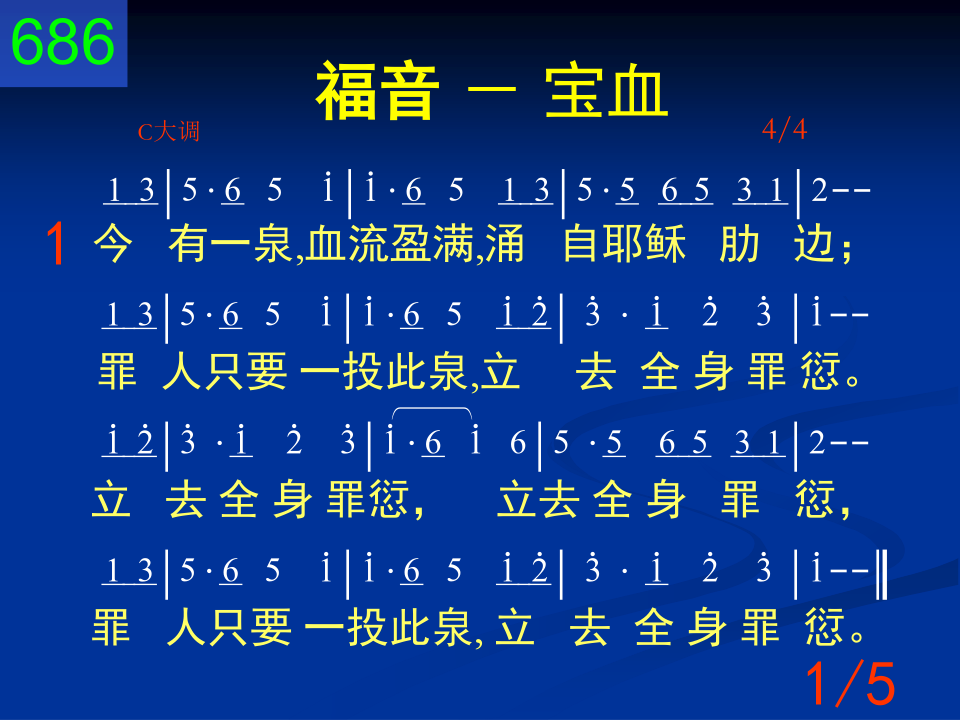 686
福音 － 宝血
C大调 4/4
1 3│5·6 5 i│i·6 5 1 3│5·5 6 5 3 1│2--
1 今 有一泉,血流盈满,涌 自耶稣 肋 边；
1 3│5·6 5 i│i·6 5 i 2̇│3̇·i 2̇ 3̇│i--
罪 人只要 一投此泉,立 去 全 身 罪 愆。
i 2̇│3̇·i 2̇ 3̇│i·6 i 6│5·5 6 5 3 1│2--
立 去 全 身 罪愆， 立去 全 身 罪 愆，
1 3│5·6 5 i│i·6 5 i 2̇│3̇·i 2̇ 3̇│i--║
罪 人只要 一投此泉, 立 去 全 身 罪 愆。
1/5